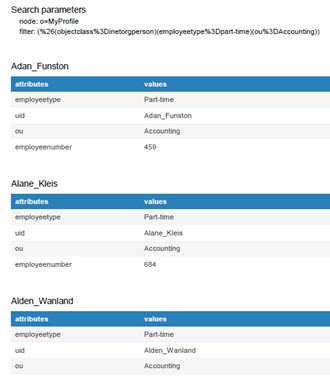 Search parameters
node: o=MyProfile
filter: (%26(objectclass%3Dinetorgperson)(employeetype%3Dpart-time)(ou%3DAccounting))
Adan_Funston
attributes values
employeetype Part-time
uid Adan_Funston
ou Accounting
employeenumber 459
Alane_Kleis
attributes values
employeetype Part-time
uid Alane_Kleis
ou Accounting
employeenumber 684
Alden_Wanland
attributes values
employeetype Part-time
uid Alden_Wanland
ou Accounting